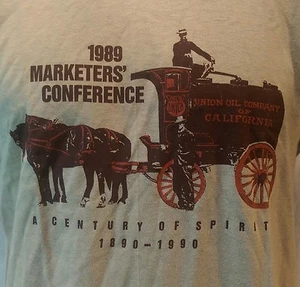 1989
MARKETERS'
CONFERENCE
UNION OIL COMPANY
OF
CALIFORNIA
A CENTURY OF SPIRIT
1890-1990